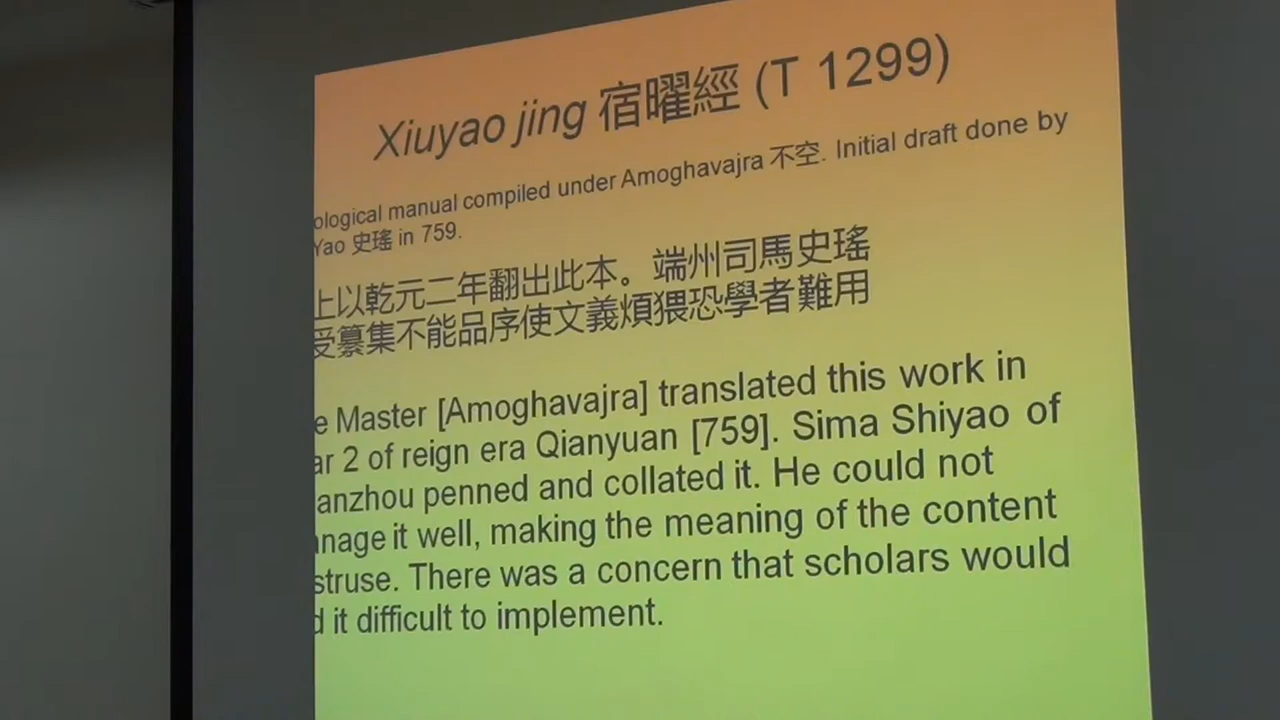 Xiuyao jing 宿曜經 (T 1299)
ological manual compiled under Amoghavajra 不空. Initial draft done by
Yao 史瑤 in 759.
上以乾元二年翻出此本。端州司馬史瑤
受纂集不能品序使文義煩猥恐學者難用
e Master [Amoghavajra] translated this work in
ar 2 of reign era Qianyuan [759]. Sima Shiyao of
anzhou penned and collated it. He could not
nage it well, making the meaning of the content
struse. There was a concern that scholars would
d it difficult to implement.